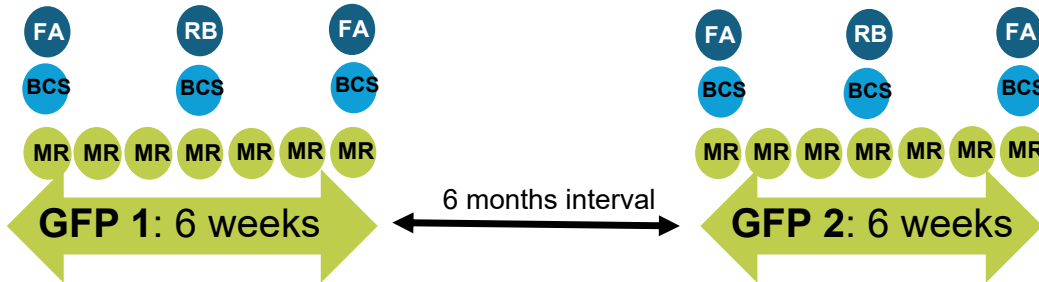 FA RB FA FA RB FA
BCS BCS BCS BCS BCS BCS
MR MR MR MR MR MR MR MR MR MR MR MR MR MR
6 months interval
GFP 1: 6 weeks GFP 2: 6 weeks